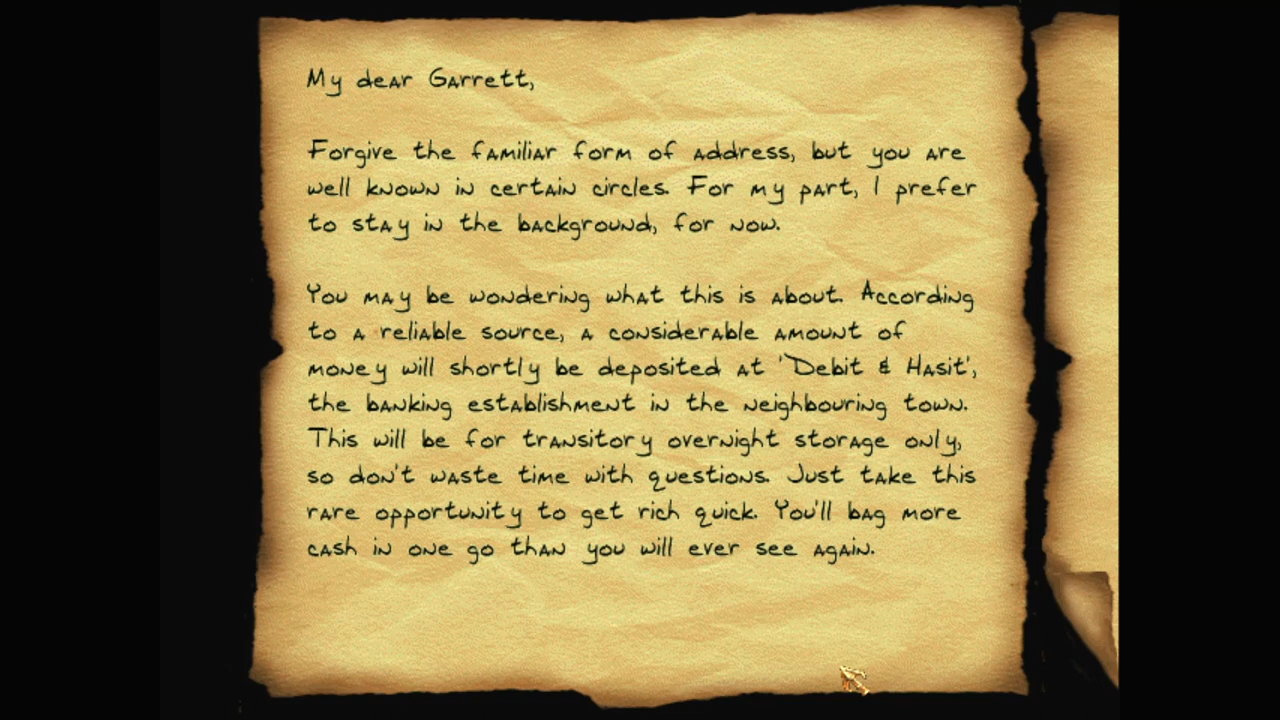 My dear Garrett,
Forgive the familiar form of address, but you are
well known in certain circles. For my part, I prefer
to stay in the background, for now.
You may be wondering what this is about. According
to a reliable source, a considerable amount of
money will shortly be deposited at 'Debit & Hasit',
the banking establishment in the neighbouring town.
This will be for transitory overnight storage only,
so don't waste time with questions. Just take this
rare opportunity to get rich quick. You'll bag more
cash in one go than you will ever see again.